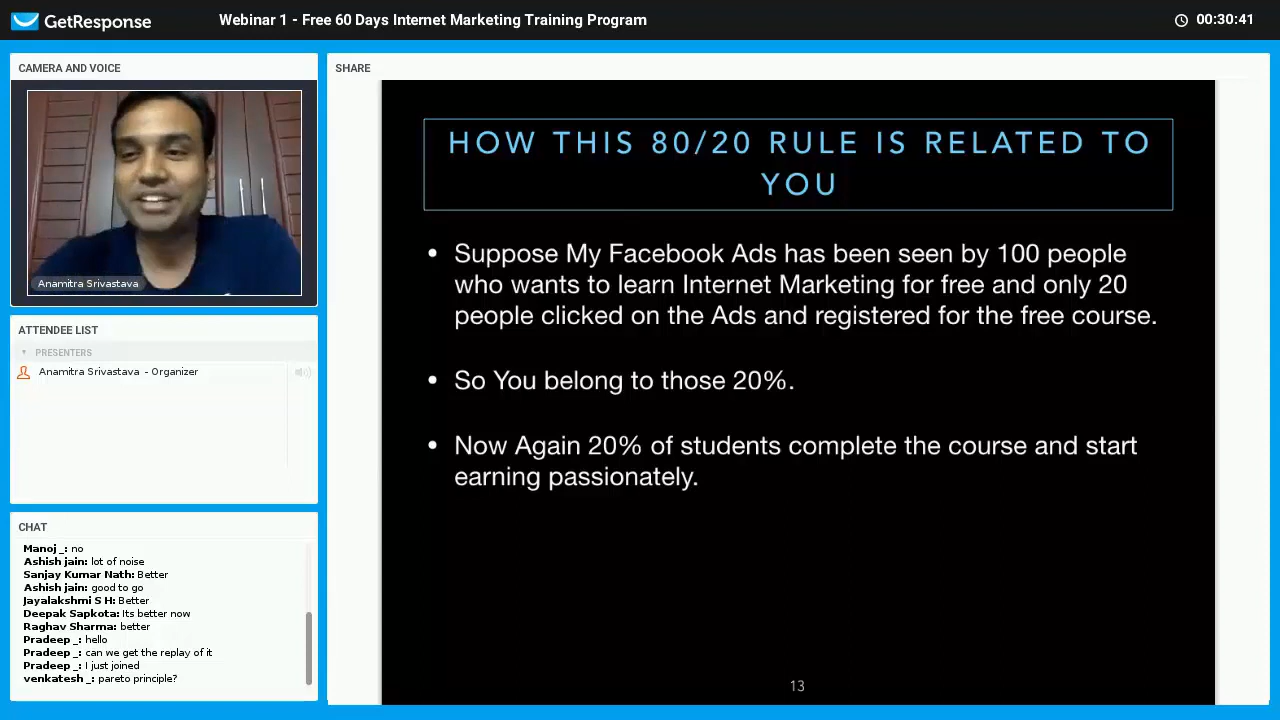 GetResponse
Webinar 1 - Free 60 Days Internet Marketing Training Program
00:30:41
CAMERA AND VOICE
Anamitra Srivastava
ATTENDEE LIST
PRESENTERS
Anamitra Srivastava - Organizer
CHAT
Manoj _: no
Ashish jain: lot of noise
Sanjay Kumar Nath: Better
Ashish jain: good to go
Jayalakshmi S H: Better
Deepak Sapkota: Its better now
Raghav Sharma: better
Pradeep _: hello
Pradeep _: can we get the replay of it
Pradeep _: I just joined
venkatesh _: pareto principle?
SHARE
HOW THIS 80/20 RULE IS RELATED TO
YOU
• Suppose My Facebook Ads has been seen by 100 people
who wants to learn Internet Marketing for free and only 20
people clicked on the Ads and registered for the free course.
• So You belong to those 20%.
• Now Again 20% of students complete the course and start
earning passionately.
13